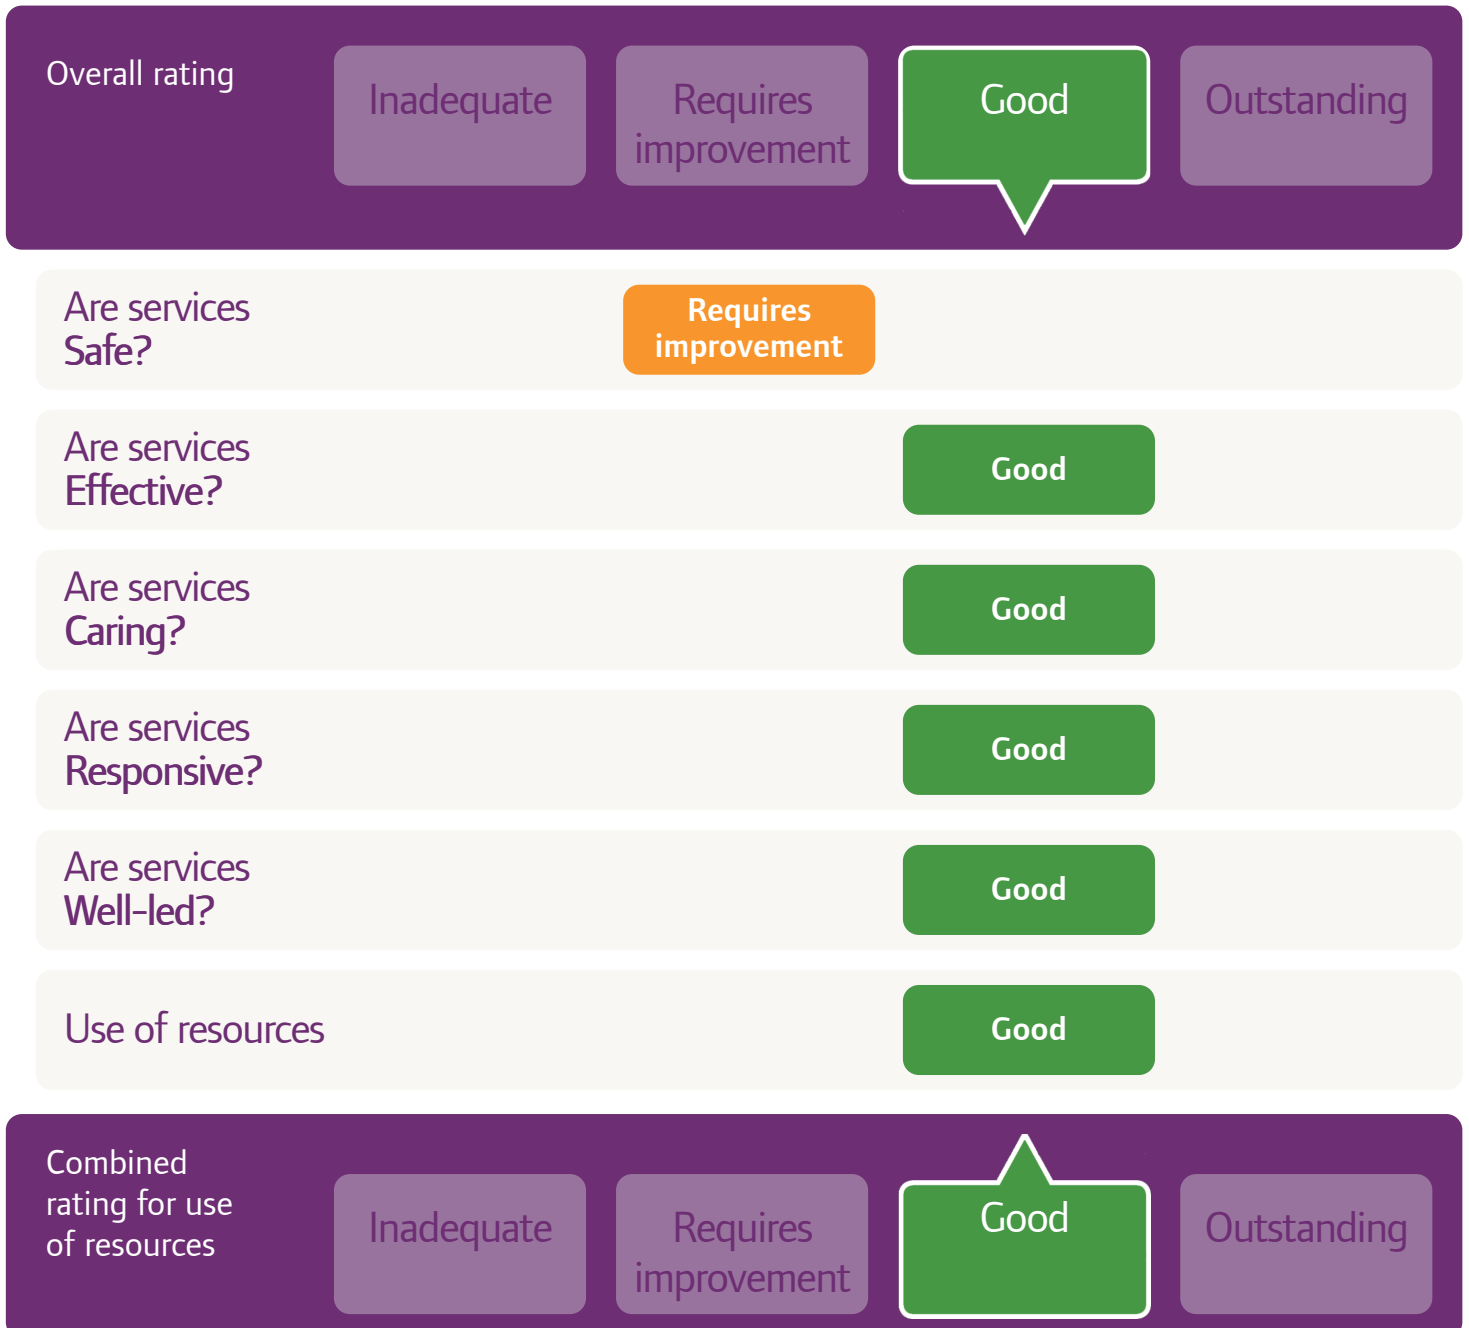 Overall rating
Inadequate
Requires
improvement
Good
Outstanding
Are services
Safe?
Requires
improvement
Are services
Effective?
Good
Are services
Caring?
Good
Are services
Responsive?
Good
Are services
Well-led?
Good
Use of resources
Good
Combined
rating for use
of resources
Inadequate
Requires
improvement
Good
Outstanding